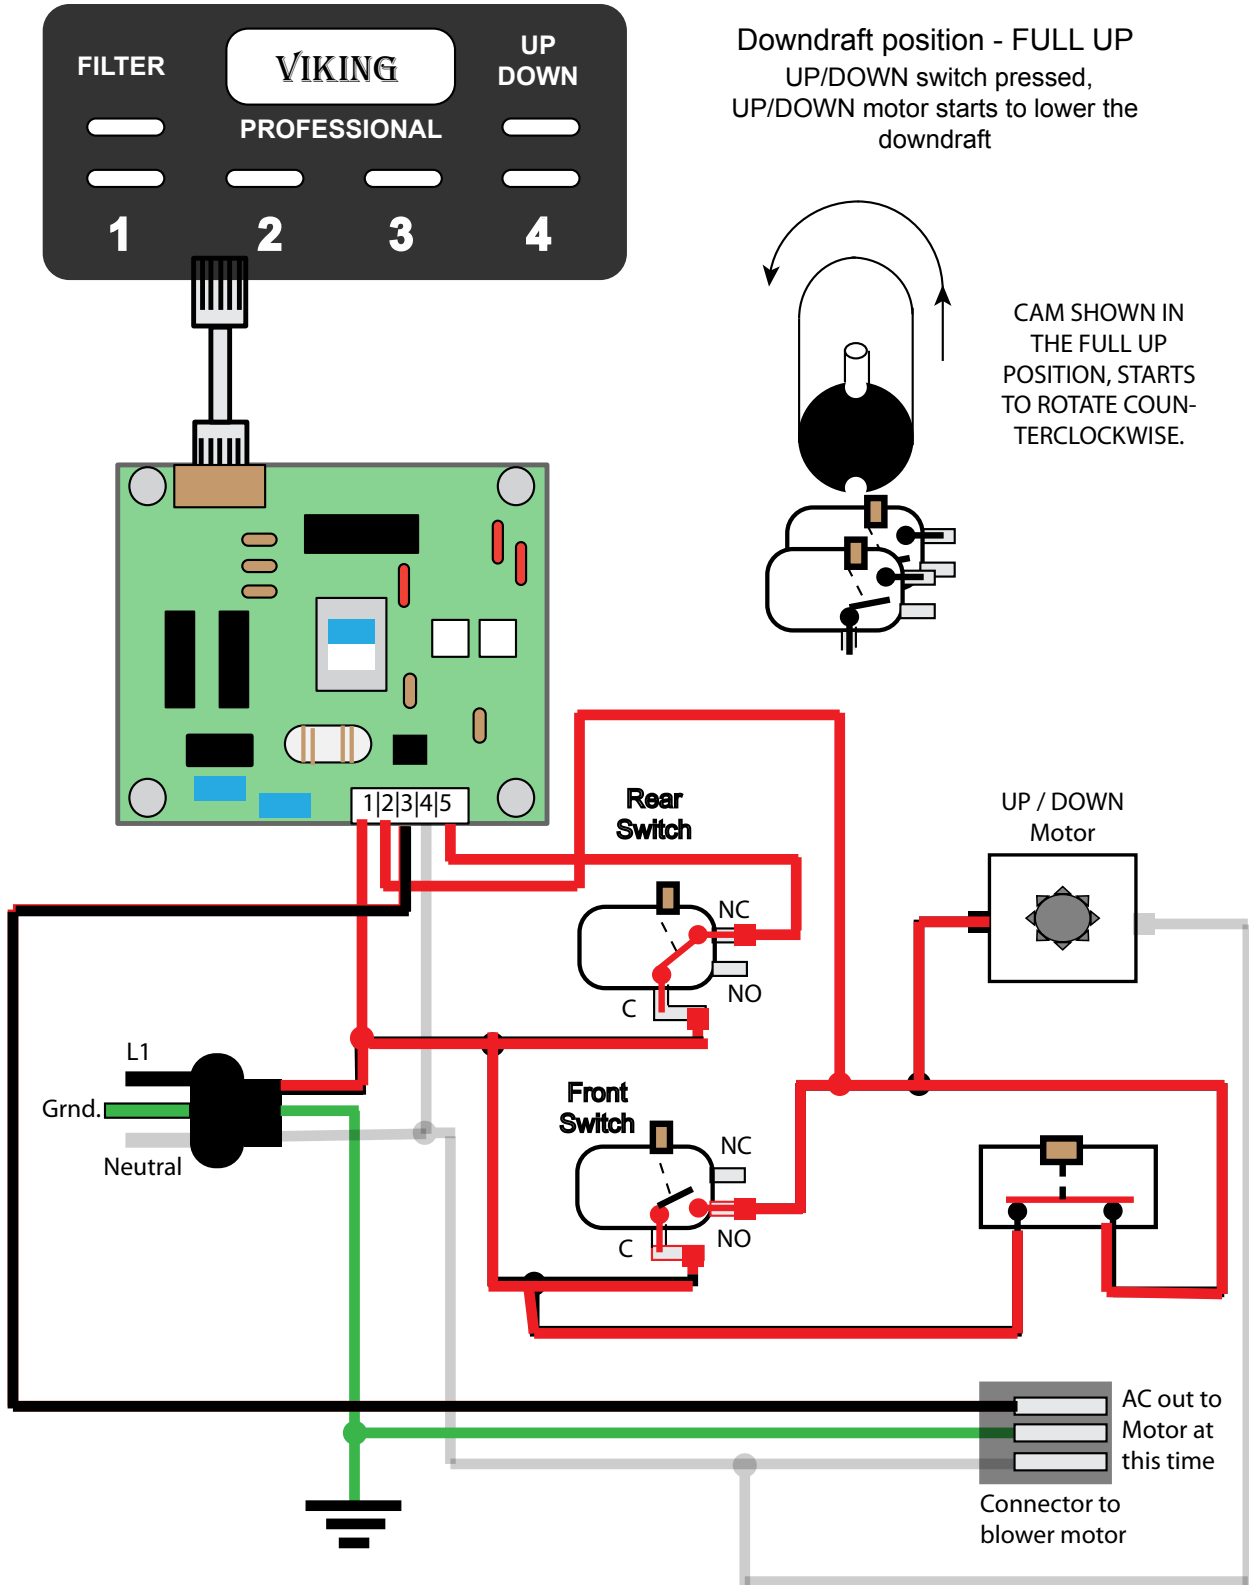 FILTER
VIKING
UP
DOWN
PROFESSIONAL
1 2 3 4
Downdraft position - FULL UP
UP/DOWN switch pressed,
UP/DOWN motor starts to lower the
downdraft
CAM SHOWN IN
THE FULL UP
POSITION, STARTS
TO ROTATE COUN-
TERCLOCKWISE.
1|2|3|4|5
Rear
Switch
NC
NO
C
UP / DOWN
Motor
L1
Grnd.
Neutral
Front
Switch
NC
NO
C
AC out to
Motor at
this time
Connector to
blower motor